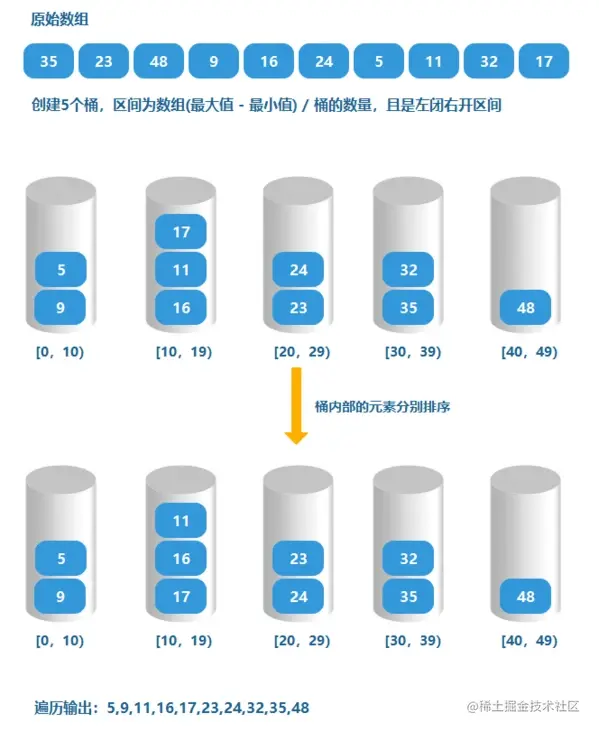 原始数组
35 23 48 9 16 24 5 11 32 17
创建5个桶，区间为数组(最大值 - 最小值) / 桶的数量，且是左闭右开区间
17
5 11 24 32
9 16 23 35 48
[0，10) [10，19) [20，29) [30，39) [40，49)
桶内部的元素分别排序
11
5 16 23 32
9 17 24 35 48
[0，10) [10，19) [20，29) [30，39) [40，49)
遍历输出：5,9,11,16,17,23,24,32,35,48
@稀土掘金技术社区